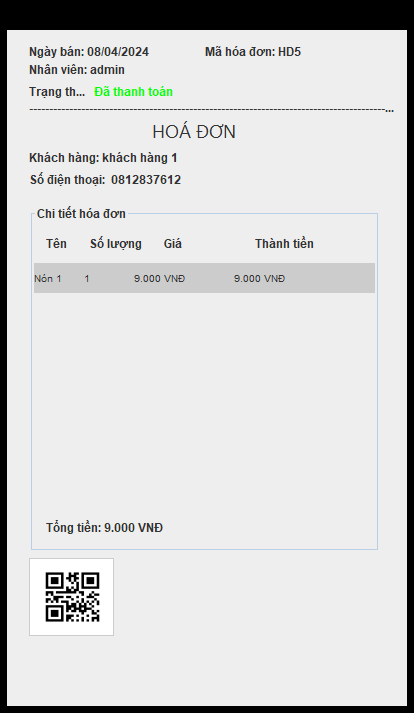 Ngày bán: 08/04/2024 Mã hóa đơn: HD5
Nhân viên: admin
Trạng th... Đã thanh toán
---------------------------------------------------------------------------------------...
HOÁ ĐƠN
Khách hàng: khách hàng 1
Số điện thoại: 0812837612
Chi tiết hóa đơn
Tên Số lượng Giá Thành tiền
Nón 1 1 9.000 VNĐ 9.000 VNĐ
Tổng tiền: 9.000 VNĐ